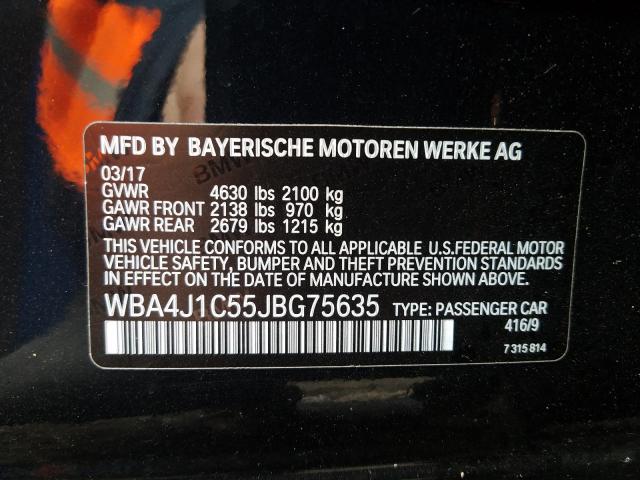 MFD BY BAYERISCHE MOTOREN WERKE AG
03/17
GVWR 4630 lbs 2100 kg
GAWR FRONT 2138 lbs 970 kg
GAWR REAR 2679 lbs 1215 kg
THIS VEHICLE CONFORMS TO ALL APPLICABLE U.S.FEDERAL MOTOR
VEHICLE SAFETY, BUMPER AND THEFT PREVENTION STANDARDS
IN EFFECT ON THE DATE OF MANUFACTURE SHOWN ABOVE.
WBA4J1C55JBG75635 TYPE: PASSENGER CAR
416/9
7 315 814